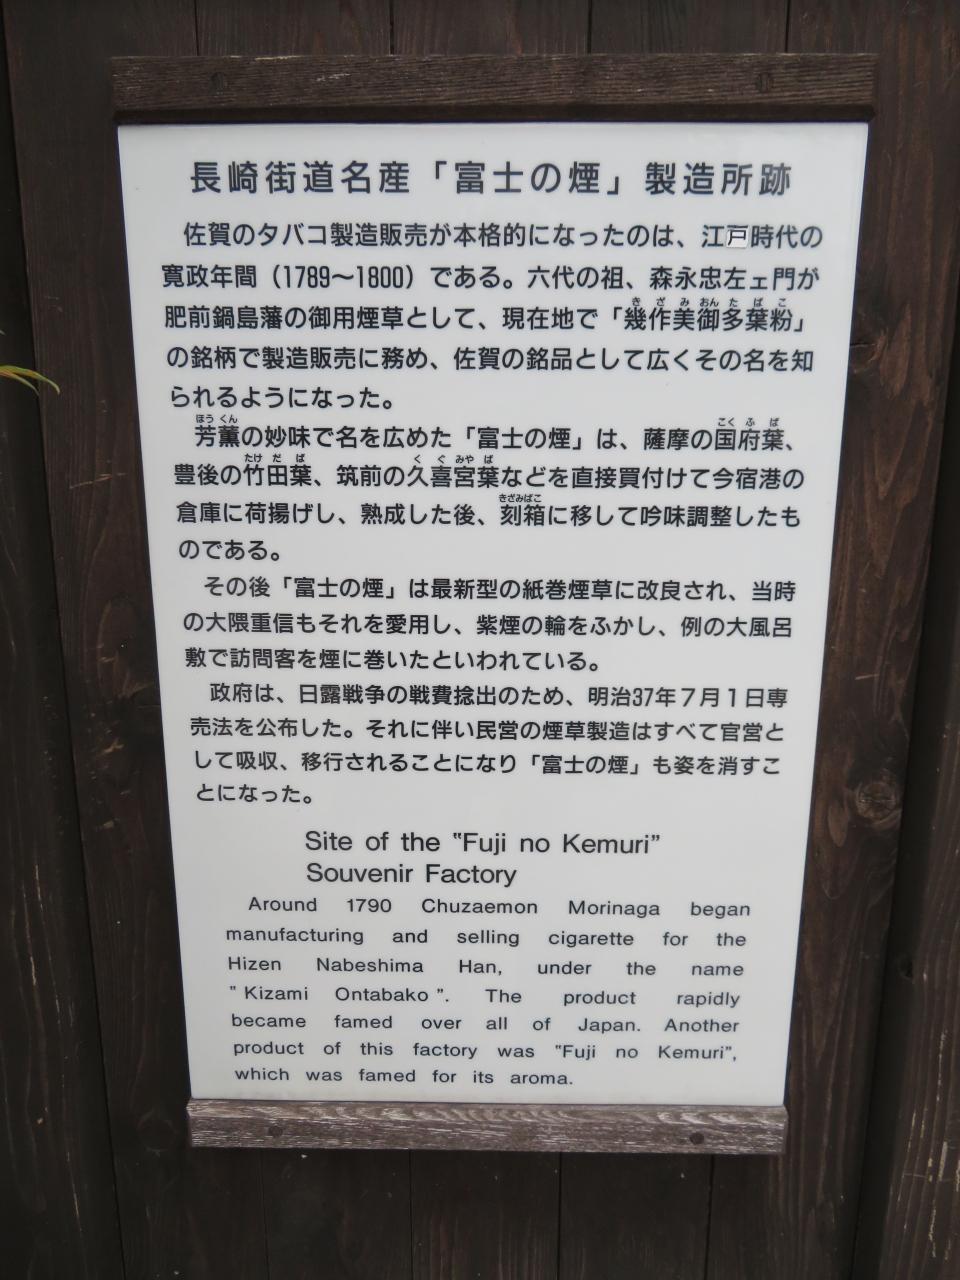 長崎街道名産「富士の煙」製造所跡
佐賀のタバコ製造販売が本格的になったのは、江戸時代の
寛政年間（1789〜1800）である。六代の祖、森永忠左ェ門が
肥前鍋島藩の御用煙草として、現在地で「幾作美御多葉粉」
の銘柄で製造販売に務め、佐賀の銘品として広くその名を知
られるようになった。
芳薫の妙味で名を広めた「富士の煙」は、薩摩の国府葉、
豊後の竹田葉、筑前の久喜宮葉などを直接買付けて今宿港の
倉庫に荷揚げし、熟成した後、刻箱に移して吟味調整したも
のである。
その後「富士の煙」は最新型の紙巻煙草に改良され、当時
の大隈重信もそれを愛用し、紫煙の輪をふかし、例の大風呂
敷で訪問客を煙に巻いたといわれている。
政府は、日露戦争の戦費捻出のため、明治37年７月１日専
売法を公布した。それに伴い民営の煙草製造はすべて官営と
して吸収、移行されることになり「富士の煙」も姿を消すこ
とになった。
Site of the "Fuji no Kemuri"
Souvenir Factory
Around 1790 Chuzaemon Morinaga began
manufacturing and selling cigarette for the
Hizen Nabeshima Han, under the name
"Kizami Ontabako". The product rapidly
became famed over all of Japan. Another
product of this factory was "Fuji no Kemuri",
which was famed for its aroma.